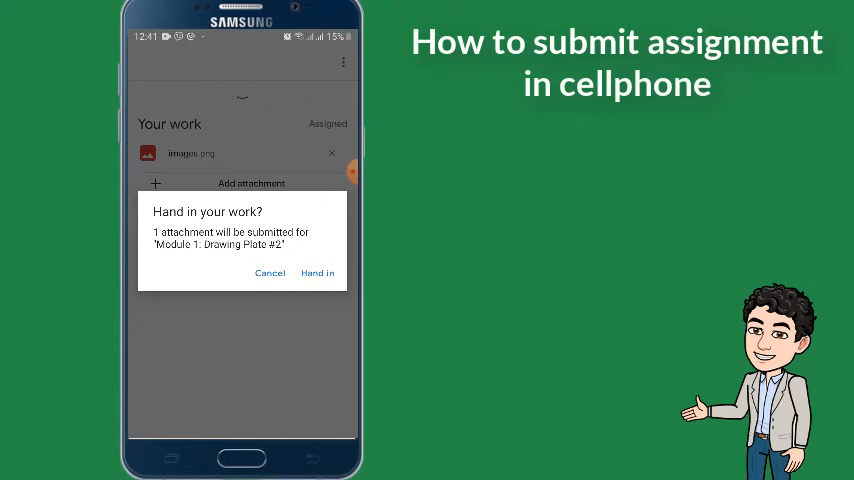 SAMSUNG
How to submit assignment
in cellphone
12:41
15%
Your work
Assigned
images.png
Add attachment
Hand in your work?
1 attachment will be submitted for
"Module 1: Drawing Plate #2"
Cancel Hand in